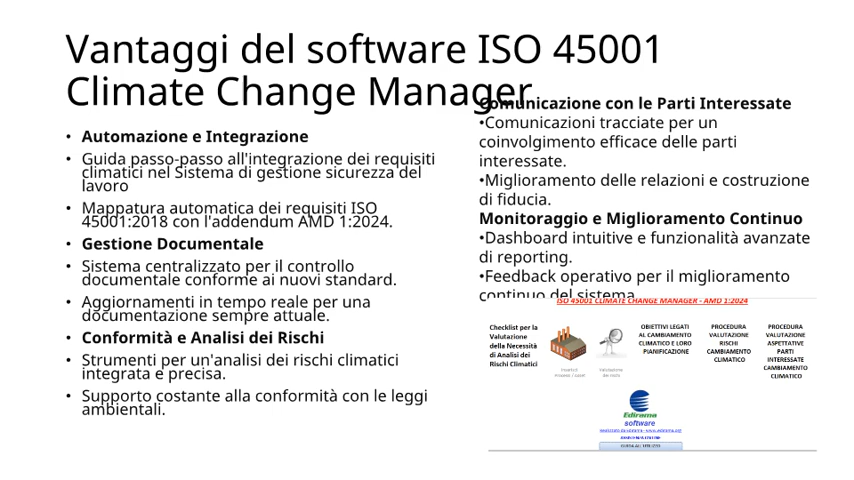 Vantaggi del software ISO 45001
Climate Change Manager
• Automazione e Integrazione
• Guida passo-passo all'integrazione dei requisiti
climatici nel Sistema di gestione sicurezza del
lavoro
• Mappatura automatica dei requisiti ISO
45001:2018 con l'addendum AMD 1:2024.
• Gestione Documentale
• Sistema centralizzato per il controllo
documentale conforme ai nuovi standard.
• Aggiornamenti in tempo reale per una
documentazione sempre attuale.
• Conformità e Analisi dei Rischi
• Strumenti per un'analisi dei rischi climatici
integrata e precisa.
• Supporto costante alla conformità con le leggi
ambientali.
Comunicazione con le Parti Interessate
•Comunicazioni tracciate per un
coinvolgimento efficace delle parti
interessate.
•Miglioramento delle relazioni e costruzione
di fiducia.
Monitoraggio e Miglioramento Continuo
•Dashboard intuitive e funzionalità avanzate
di reporting.
•Feedback operativo per il miglioramento
continuo del sistema
ISO 45001 CLIMATE CHANGE MANAGER - AMD 1:2024
Checklist per la
Valutazione
della Necessità
di Analisi dei
Rischi Climatici
OBIETTIVI LEGATI
AL CAMBIAMENTO
CLIMATICO E LORO
PIANIFICAZIONE
PROCEDURA
VALUTAZIONE
RISCHI
CAMBIAMENTO
CLIMATICO
PROCEDURA
VALUTAZIONE
ASPETTATIVE
PARTI
INTERESSATE
CAMBIAMENTO
CLIMATICO
Edirama
software